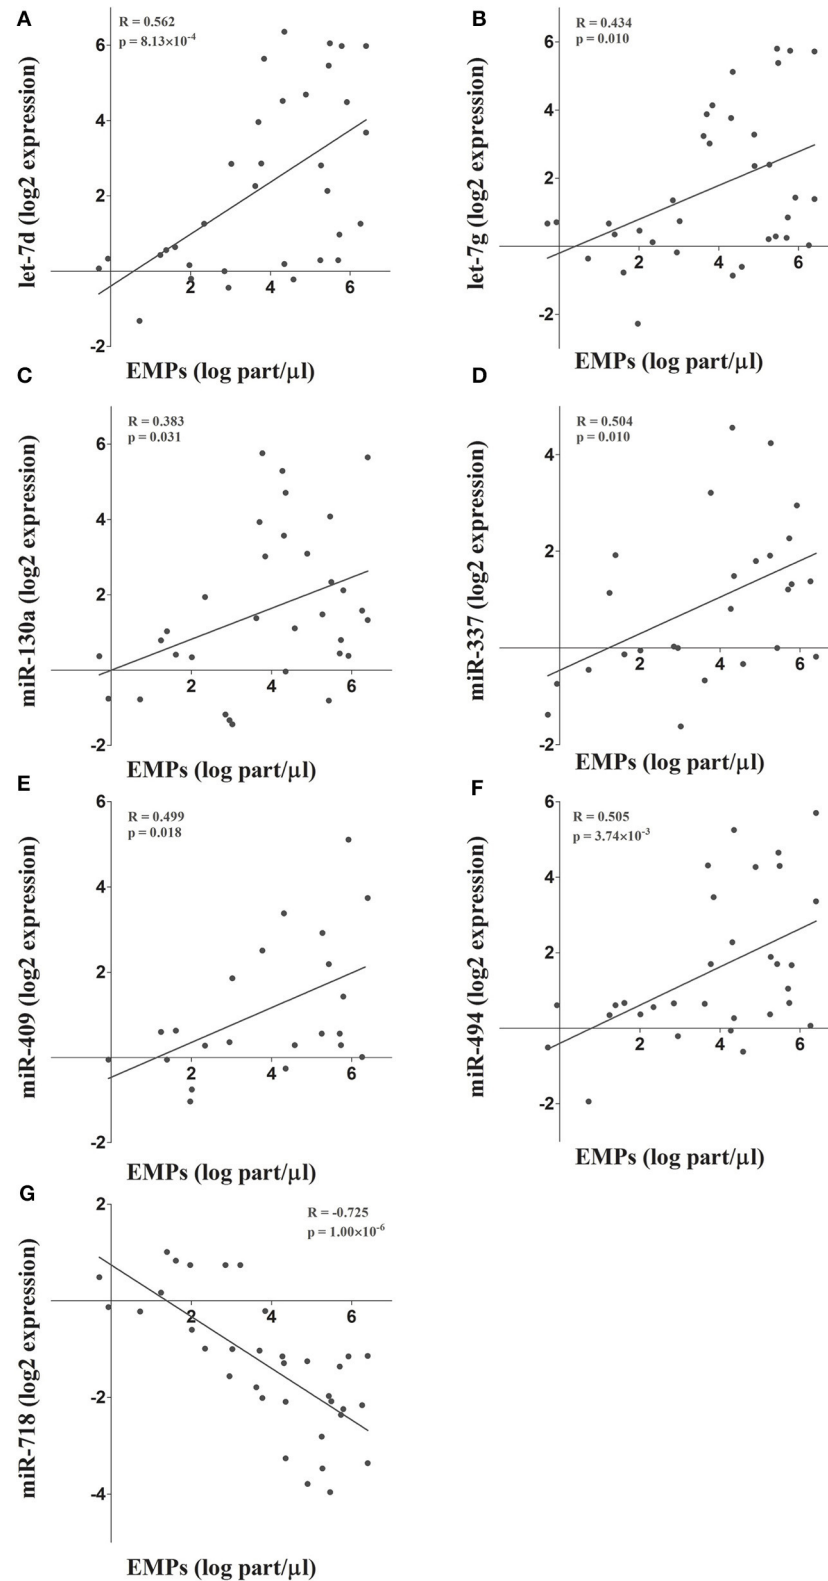 A
R = 0.562
p = 8.13×10-4
6
4
2
2
4
6
-2
let-7d (log2 expression)
EMPs (log part/µl)
B
R = 0.434
p = 0.010
6
4
2
2
4
6
-2
let-7g (log2 expression)
EMPs (log part/µl)
C
R = 0.383
p = 0.031
6
4
2
2
4
6
-2
miR-130a (log2 expression)
EMPs (log part/µl)
D
R = 0.504
p = 0.010
4
2
2
4
6
-2
miR-337 (log2 expression)
EMPs (log part/µl)
E
R = 0.499
p = 0.018
6
4
2
2
4
6
-2
miR-409 (log2 expression)
EMPs (log part/µl)
F
R = 0.505
p = 3.74×10-3
6
4
2
2
4
6
-2
miR-494 (log2 expression)
EMPs (log part/µl)
G
R = -0.725
p = 1.00×10-6
2
2
4
6
-2
-4
miR-718 (log2 expression)
EMPs (log part/µl)